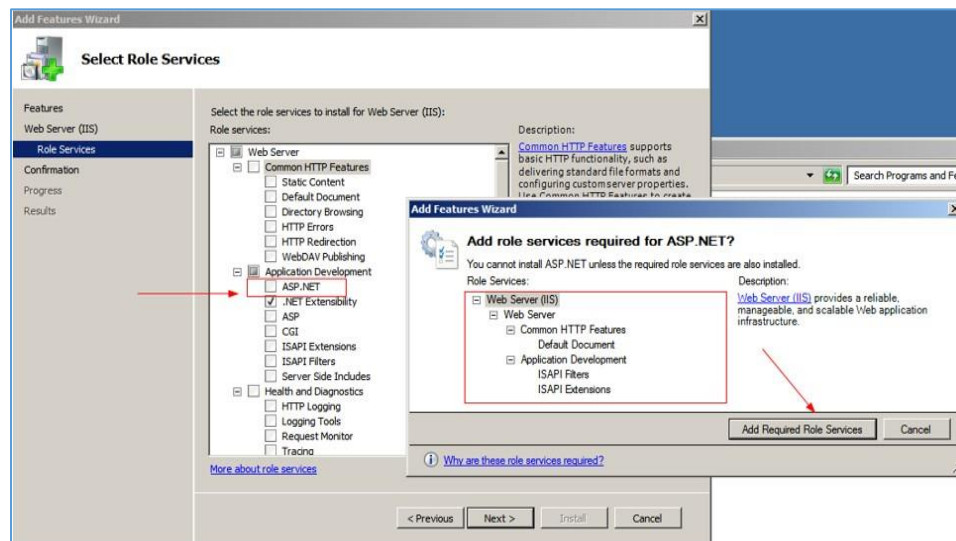 Add Features Wizard
Select Role Services
Features
Web Server (IIS)
Role Services
Confirmation
Progress
Results
Select the role services to install for Web Server (IIS):
Role services:
Web Server
Common HTTP Features
Static Content
Default Document
Directory Browsing
HTTP Errors
HTTP Redirection
WebDAV Publishing
Application Development
ASP.NET
.NET Extensibility
ASP
CGI
ISAPI Extensions
ISAPI Filters
Server Side Includes
Health and Diagnostics
HTTP Logging
Logging Tools
Request Monitor
Tracing
More about role services
Description:
Common HTTP Features supports
basic HTTP functionality, such as
delivering standard file formats and
configuring custom server properties.
Use Common HTTP Features to create
< Previous
Next >
Install
Cancel
Search Programs and Fe
Add Features Wizard
Add role services required for ASP.NET?
You cannot install ASP.NET unless the required role services are also installed.
Role Services:
Web Server (IIS)
Web Server
Common HTTP Features
Default Document
Application Development
ISAPI Filters
ISAPI Extensions
Description:
Web Server (IIS) provides a reliable,
manageable, and scalable Web application
infrastructure.
Add Required Role Services
Cancel
Why are these role services required?